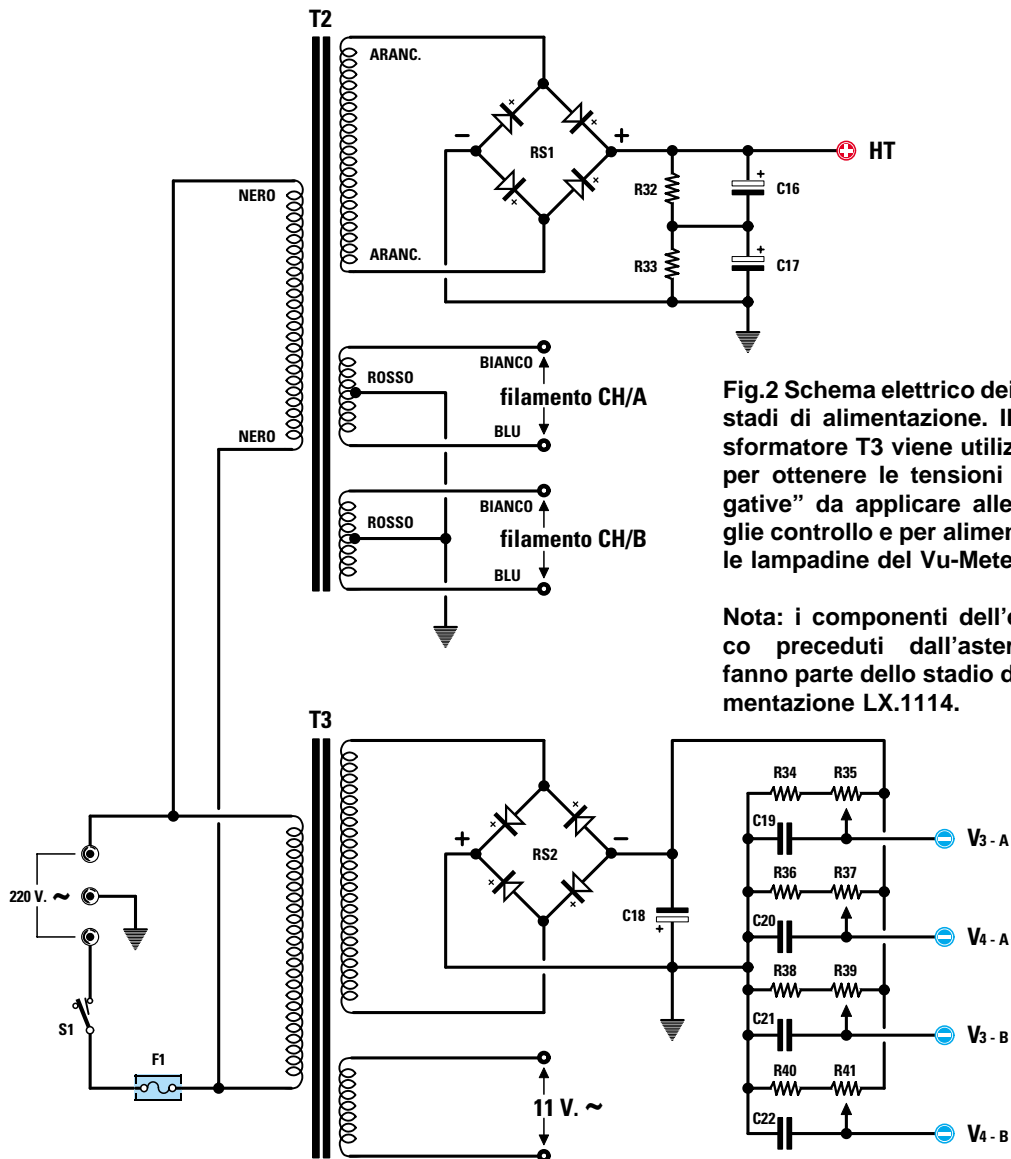 T2
ARANC.
RS1
HT
R32
C16
NERO
ARANC.
R33
C17
BIANCO
ROSSO
filamento CH/A
BLU
NERO
BIANCO
ROSSO
filamento CH/B
BLU
Fig.2 Schema elettrico dei
stadi di alimentazione. Il
sformatore T3 viene utiliz
per ottenere le tensioni
gative” da applicare alle
glie controllo e per alimen
le lampadine del Vu-Mete
Nota: i componenti dell'e
co preceduti dall'aster
fanno parte dello stadio d
mentazione LX.1114.
T3
R34
R35
C19
V3 - A
RS2
R36
R37
220 V. ~
C18
C20
V4 - A
R38
R39
S1
C21
V3 - B
F1
R40
R41
11 V. ~
C22
V4 - B